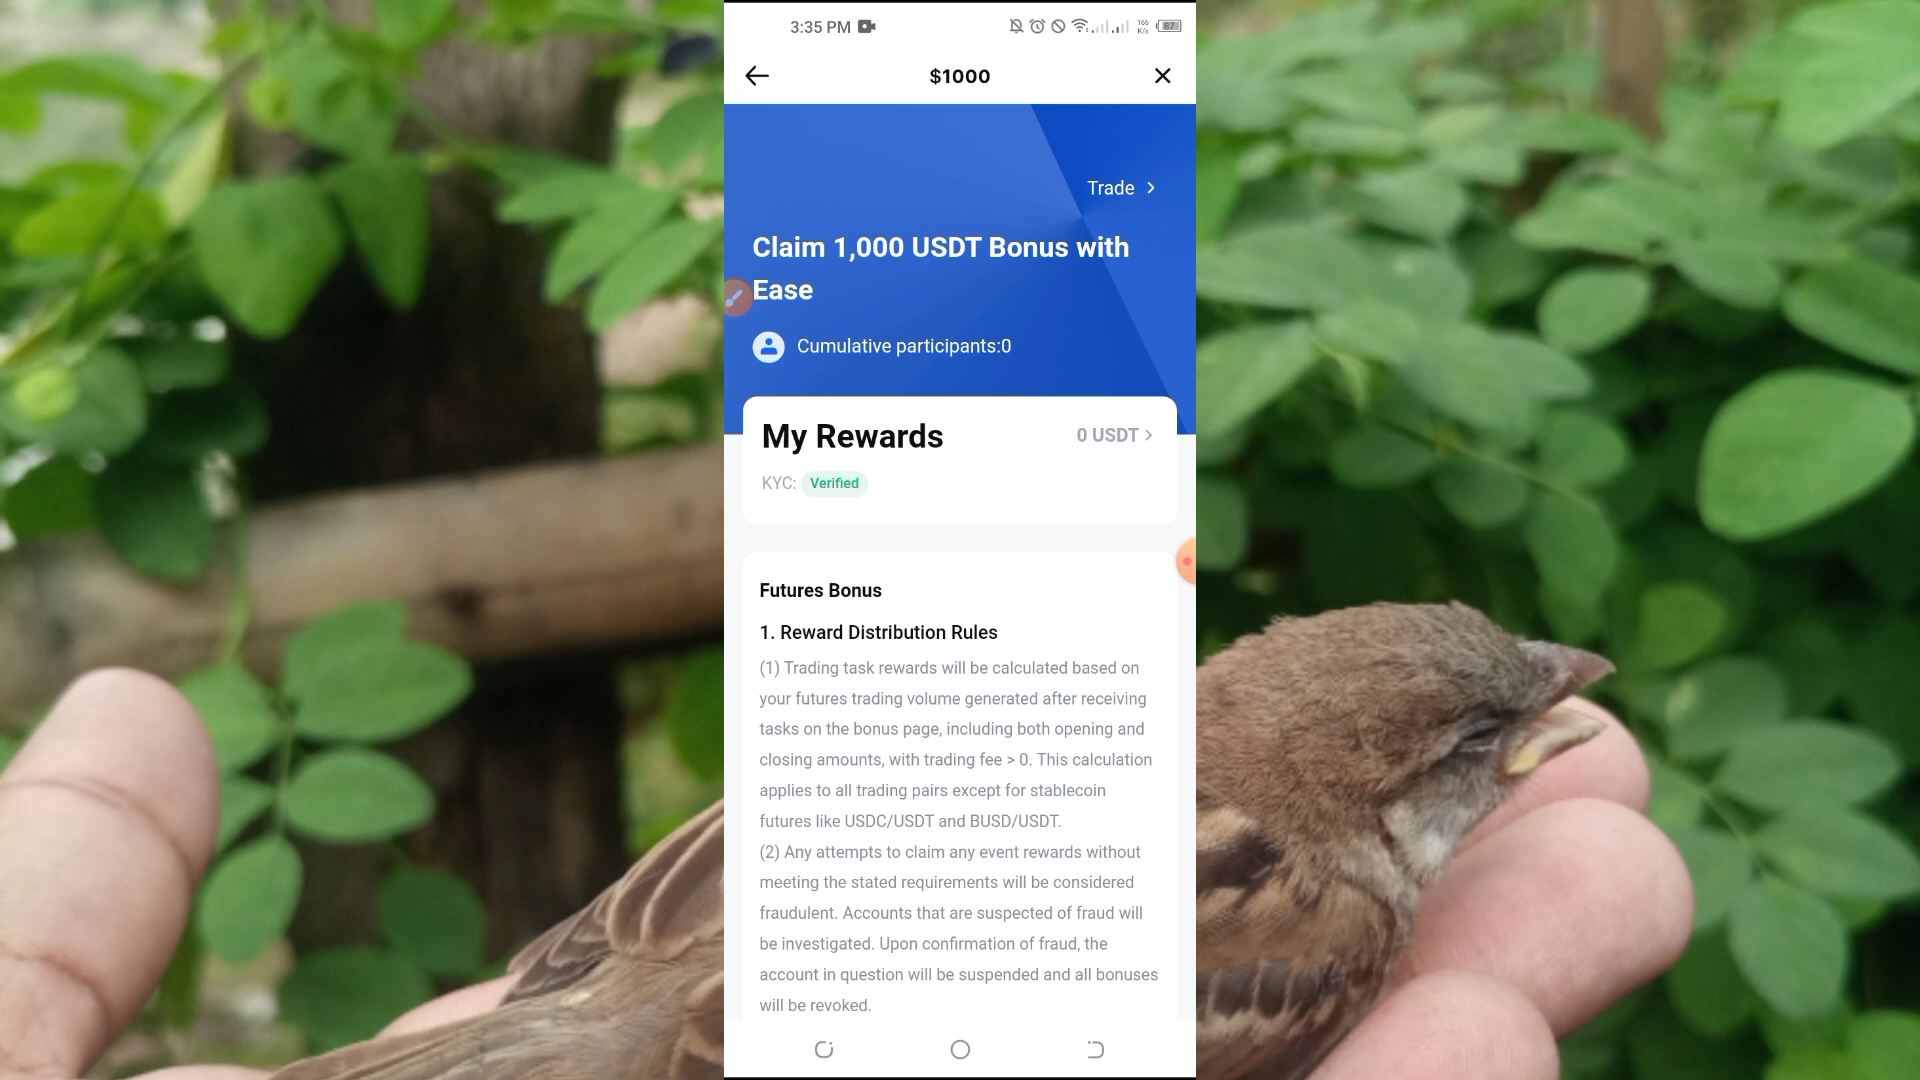 3:35 PM
166
K/s
87
$1000
Trade
Claim 1,000 USDT Bonus with
Ease
Cumulative participants:0
My Rewards
0 USDT
KYC: Verified
Futures Bonus
1. Reward Distribution Rules
(1) Trading task rewards will be calculated based on
your futures trading volume generated after receiving
tasks on the bonus page, including both opening and
closing amounts, with trading fee > 0. This calculation
applies to all trading pairs except for stablecoin
futures like USDC/USDT and BUSD/USDT.
(2) Any attempts to claim any event rewards without
meeting the stated requirements will be considered
fraudulent. Accounts that are suspected of fraud will
be investigated. Upon confirmation of fraud, the
account in question will be suspended and all bonuses
will be revoked.